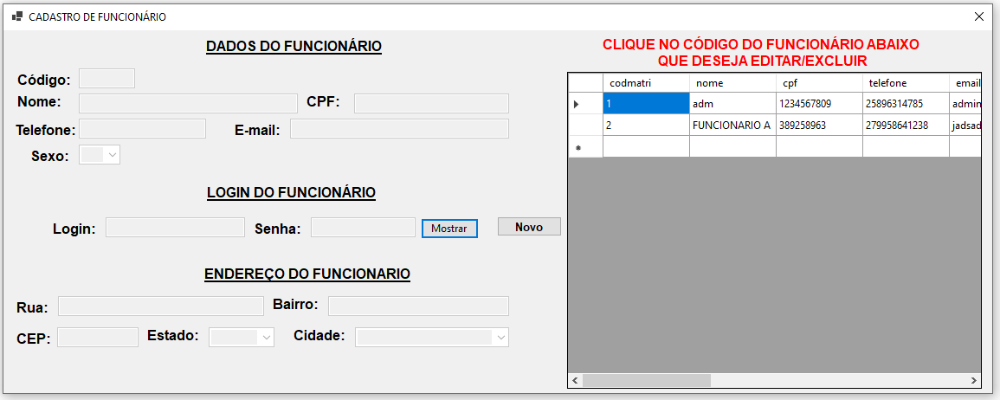 CADASTRO DE FUNCIONÁRIO
DADOS DO FUNCIONÁRIO
Código:
Nome: CPF:
Telefone: E-mail:
Sexo:
LOGIN DO FUNCIONÁRIO
Login: Senha: Mostrar Novo
ENDEREÇO DO FUNCIONARIO
Rua: Bairro:
CEP: Estado: Cidade:
CLIQUE NO CÓDIGO DO FUNCIONÁRIO ABAIXO
QUE DESEJA EDITAR/EXCLUIR
codmatri nome cpf telefone email
1 adm 1234567809 25896314785 admin
2 FUNCIONARIO A 389258963 279958641238 jadsad